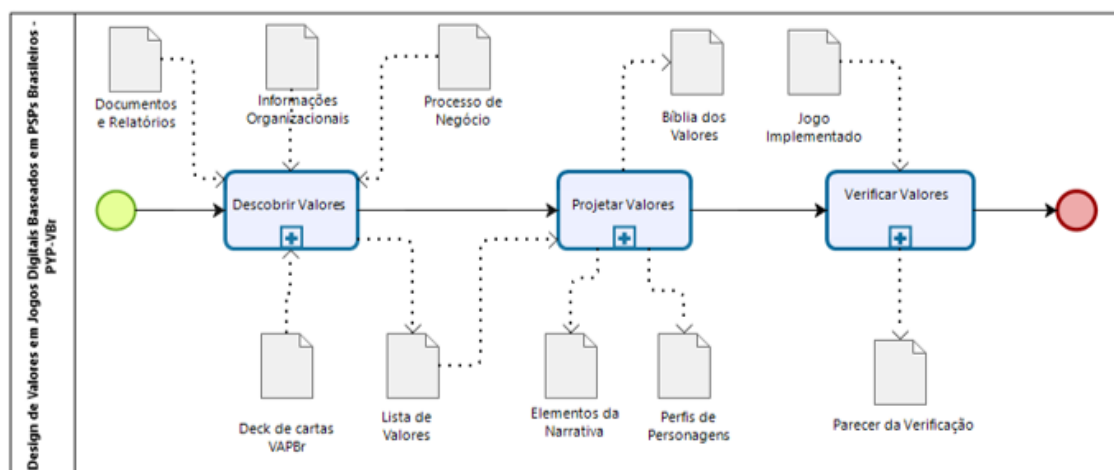 Design de Valores em Jogos Digitais Baseados em PSPs Brasileiros -
PYP-VBr
Documentos
e Relatórios
Informações
Organizacionais
Processo de
Negócio
Bíblia dos
Valores
Jogo
Implementado
Descobrir Valores
Projetar Valores
Verificar Valores
Deck de cartas
VAPBr
Lista de
Valores
Elementos da
Narrativa
Perfis de
Personagens
Parecer da Verificação